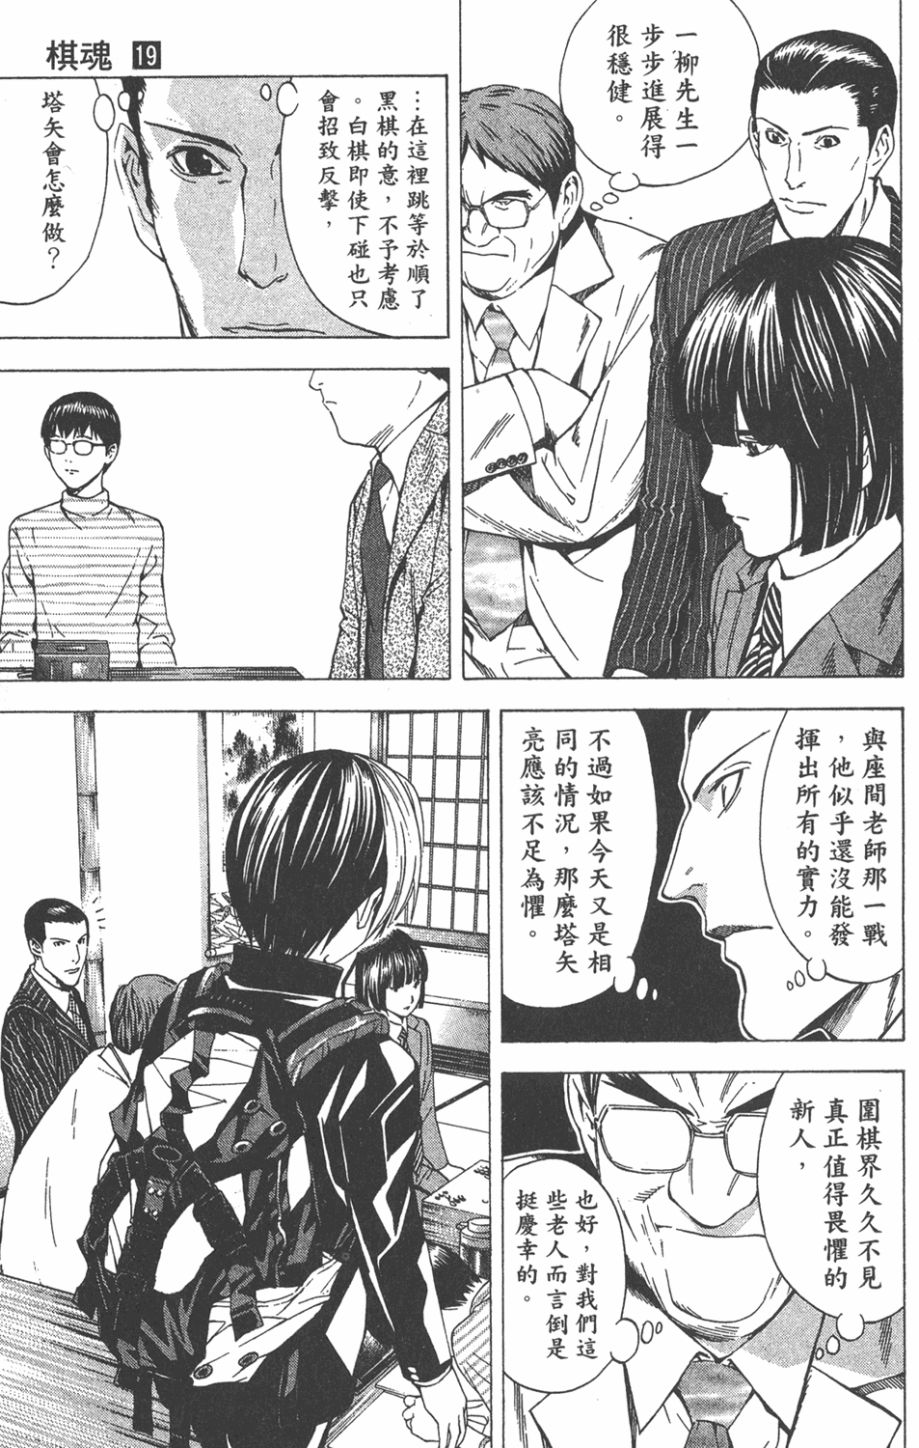 棋魂 19
一柳先生一
步步進展得
很穩健。
…在這裡跳等於順了
黑棋的意，不予考慮
。白棋即使下碰也只
會招致反擊，
塔矢會怎麼做？
與座間老師那一戰
，他似乎還沒能發
揮出所有的實力。
不過如果今天又是相
同的情況，那麼塔矢
亮應該不足為懼。
圍棋界久久不見
真正值得畏懼的
新人，
也好，對我們這
些老人而言倒是
挺慶幸的。